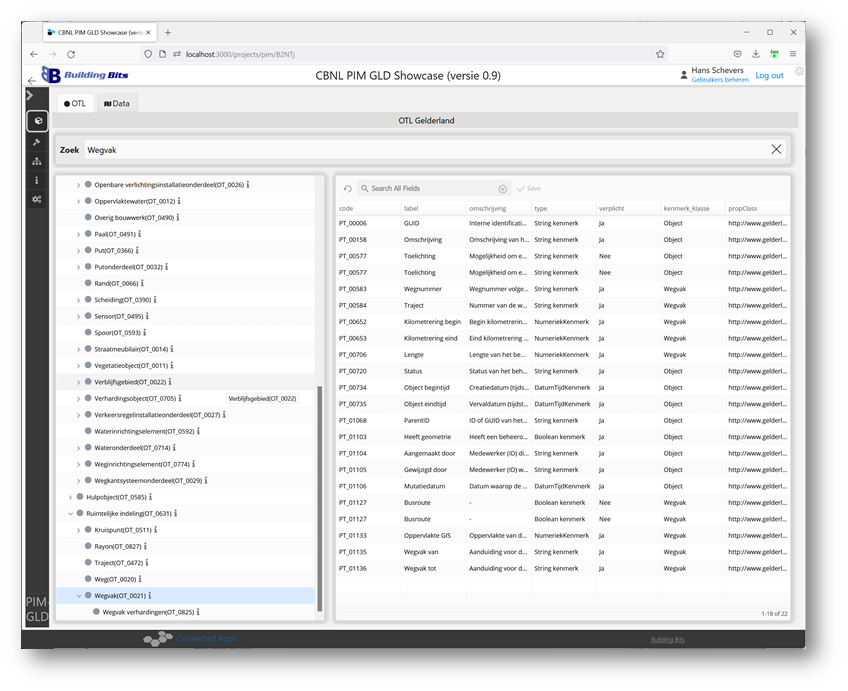 CBNL PIM GLD Showcase (versie
localhost:3000/projects/pim/B2NTj
Building Bits
CBNL PIM GLD Showcase (versie 0.9)
Hans Schevers
Gebruikers beheren
Log out
OTL
Data
OTL Gelderland
Zoek Wegvak
Openbare verlichtingsinstallatieonderdeel(OT_0026)
Oppervlaktewater(OT_0012)
Overig bouwwerk(OT_0490)
Paal(OT_0491)
Put(OT_0366)
Putonderdeel(OT_0032)
Rand(OT_0066)
Scheiding(OT_0390)
Sensor(OT_0495)
Spoor(OT_0593)
Straatmeubilair(OT_0014)
Vegetatieobject(OT_0011)
Verblijfsgebied(OT_0022)
Verhardingsobject(OT_0705)
Verblijfsgebied(OT_0022)
Verkeersregelinstallatieonderdeel(OT_0027)
Waterinrichtingselement(OT_0592)
Wateronderdeel(OT_0714)
Weginrichtingselement(OT_0774)
Wegkantsysteemonderdeel(OT_0029)
Hulpobject(OT_0585)
Ruimtelijke indeling(OT_0631)
Kruispunt(OT_0511)
Rayon(OT_0827)
Traject(OT_0472)
Weg(OT_0020)
Wegvak(OT_0021)
Wegvak verhardingen(OT_0825)
Search All Fields
Save
code label omschrijving type verplicht kenmerk_klasse propClass
PT_00006 GUID Interne identificati... String kenmerk Ja Object http://www.gelderl...
PT_00158 Omschrijving Omschrijving van h... String kenmerk Ja Object http://www.gelderl...
PT_00577 Toelichting Mogelijkheid om e... String kenmerk Nee Object http://www.gelderl...
PT_00577 Toelichting Mogelijkheid om e... String kenmerk Nee Object http://www.gelderl...
PT_00583 Wegnummer Wegnummer volge... String kenmerk Ja Wegvak http://www.gelderl...
PT_00584 Traject Nummer van de w... String kenmerk Ja Wegvak http://www.gelderl...
PT_00652 Kilometrering begin Begin kilometrerin... NumeriekKenmerk Ja Wegvak http://www.gelderl...
PT_00653 Kilometrering eind Eind kilometrering ... NumeriekKenmerk Ja Wegvak http://www.gelderl...
PT_00706 Lengte Lengte van het be... NumeriekKenmerk Ja Wegvak http://www.gelderl...
PT_00720 Status Status van het beh... String kenmerk Ja Object http://www.gelderl...
PT_00734 Object begintijd Creatiedatum (tijds... DatumTijdKenmerk Ja Object http://www.gelderl...
PT_00735 Object eindtijd Vervaldatum (tijdst... DatumTijdKenmerk Ja Object http://www.gelderl...
PT_01068 ParentID ID of GUID van het... String kenmerk Ja Object http://www.gelderl...
PT_01103 Heeft geometrie Heeft een beheero... Boolean kenmerk Ja Object http://www.gelderl...
PT_01104 Aangemaakt door Medewerker (ID) di... String kenmerk Ja Object http://www.gelderl...
PT_01105 Gewijzigd door Medewerker (ID) w... String kenmerk Ja Object http://www.gelderl...
PT_01106 Mutatiedatum Datum waarop de ... DatumTijdKenmerk Ja Object http://www.gelderl...
PT_01127 Busroute - Boolean kenmerk Nee Wegvak http://www.gelderl...
PT_01127 Busroute - Boolean kenmerk Nee Wegvak http://www.gelderl...
PT_01133 Oppervlakte GIS Oppervlakte van d... NumeriekKenmerk Ja Wegvak http://www.gelderl...
PT_01135 Wegvak van Aanduiding voor d... String kenmerk Ja Wegvak http://www.gelderl...
PT_01136 Wegvak tot Aanduiding voor d... String kenmerk Ja Wegvak http://www.gelderl...
1-18 of 22
PIM-
GLD
Connected Apps
Building Bits